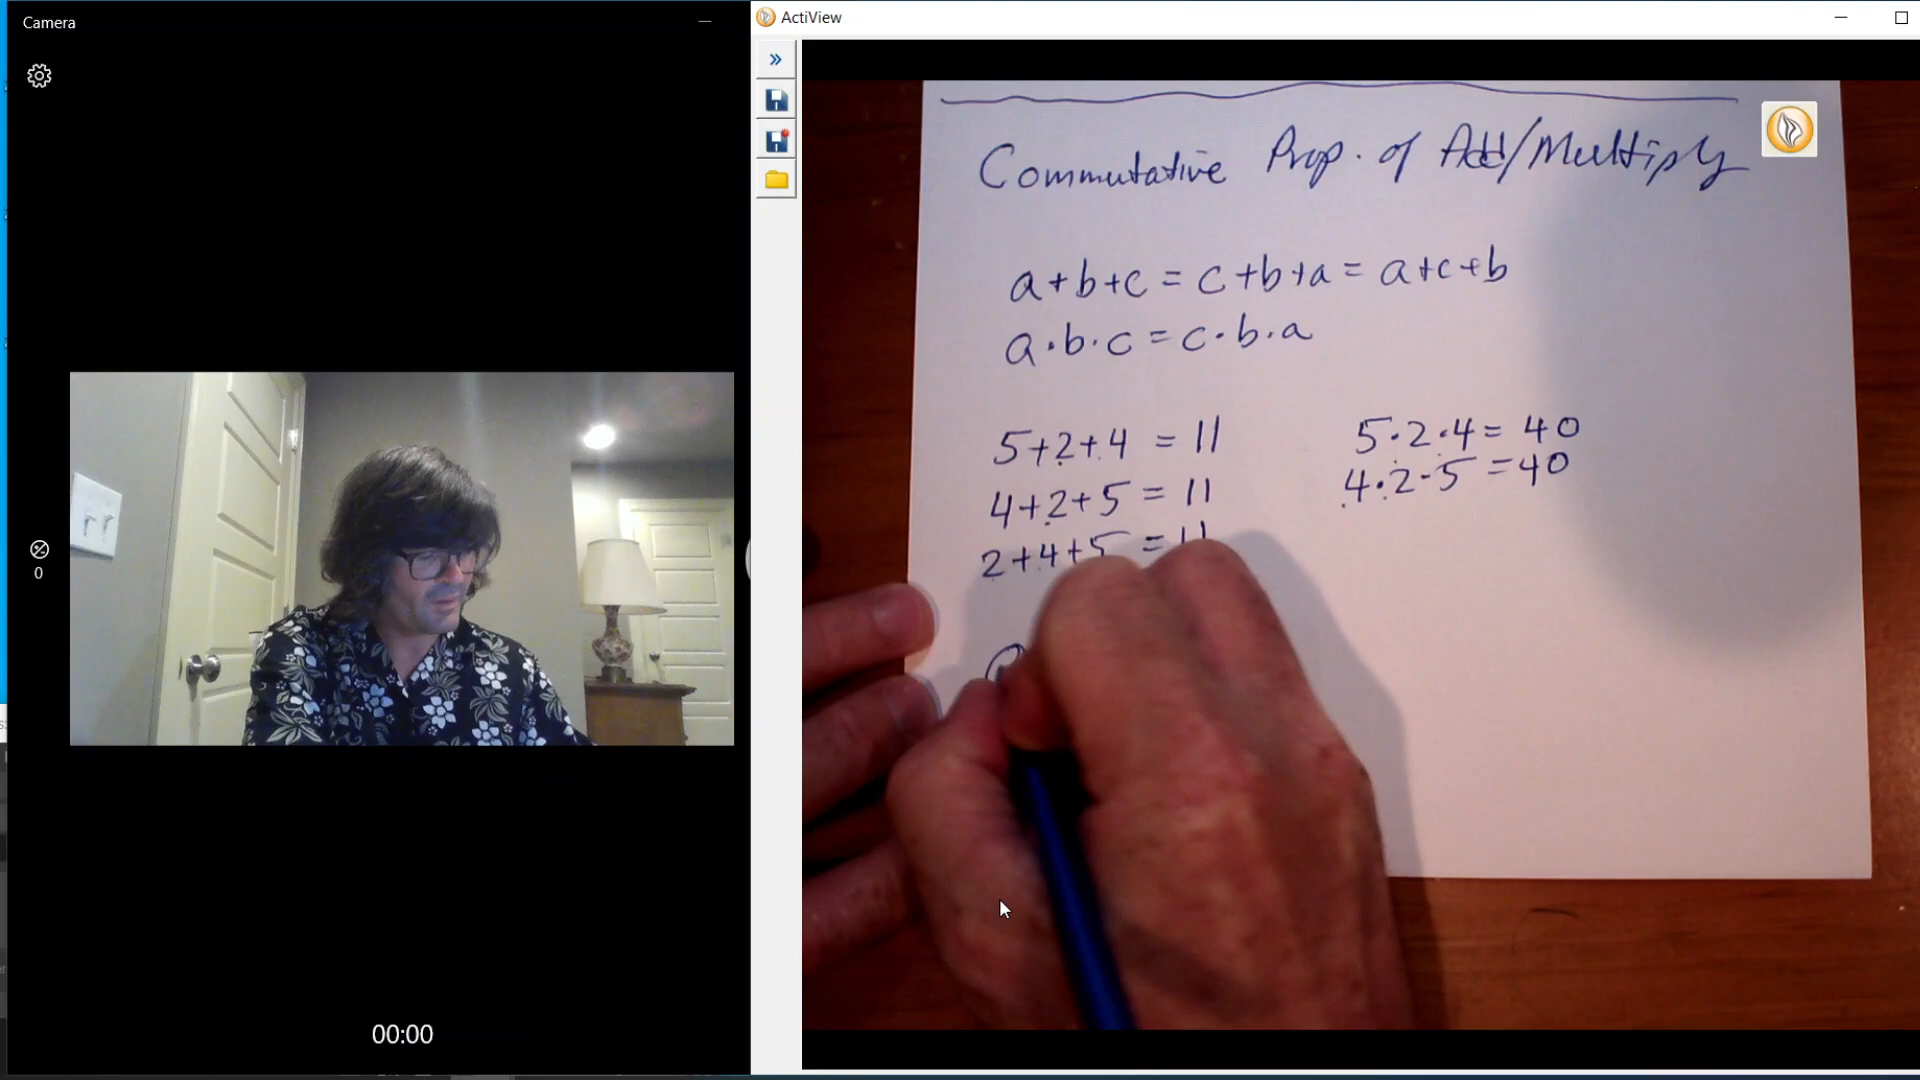 Camera
ActiView
»
Commutative Prop. of Add/Multiply
a+b+c = c+b+a = a+c+b
a·b·c = c·b·a
5+2+4 = 11
4+2+5 = 11
2+4+5 = 11
5·2·4 = 40
4·2·5 = 40
0
00:00